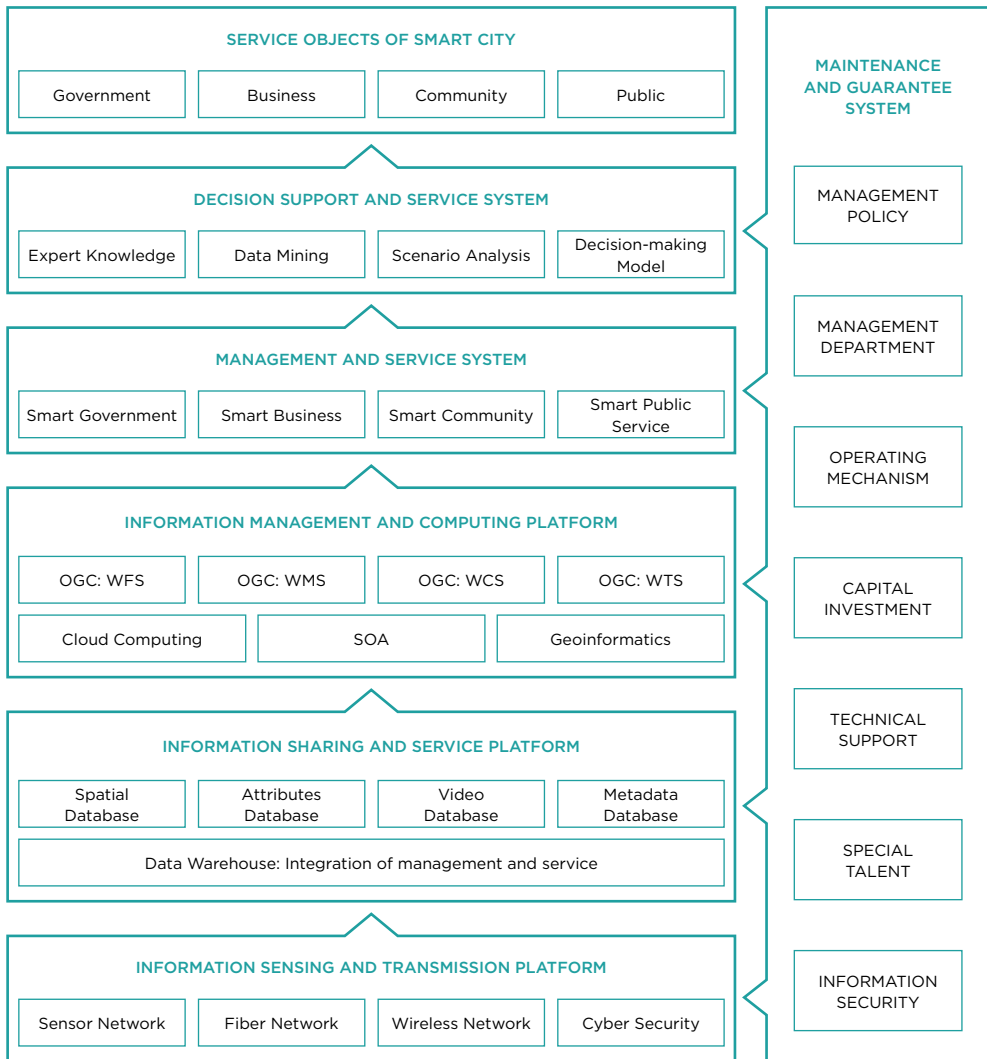 SERVICE OBJECTS OF SMART CITY
Government
Business
Community
Public
DECISION SUPPORT AND SERVICE SYSTEM
Expert Knowledge
Data Mining
Scenario Analysis
Decision-making
Model
MANAGEMENT AND SERVICE SYSTEM
Smart Government
Smart Business
Smart Community
Smart Public
Service
INFORMATION MANAGEMENT AND COMPUTING PLATFORM
OGC: WFS
OGC: WMS
OGC: WCS
OGC: WTS
Cloud Computing
SOA
Geoinformatics
INFORMATION SHARING AND SERVICE PLATFORM
Spatial
Database
Attributes
Database
Video
Database
Metadata
Database
Data Warehouse: Integration of management and service
INFORMATION SENSING AND TRANSMISSION PLATFORM
Sensor Network
Fiber Network
Wireless Network
Cyber Security
MAINTENANCE
AND GUARANTEE
SYSTEM
MANAGEMENT
POLICY
MANAGEMENT
DEPARTMENT
OPERATING
MECHANISM
CAPITAL
INVESTMENT
TECHNICAL
SUPPORT
SPECIAL
TALENT
INFORMATION
SECURITY